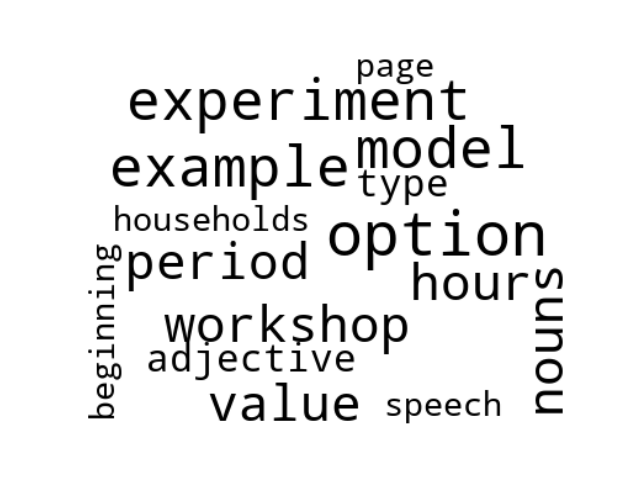 page
experiment
model
example
type
households
option
period
hours
beginning
nouns
workshop
adjective
value
speech